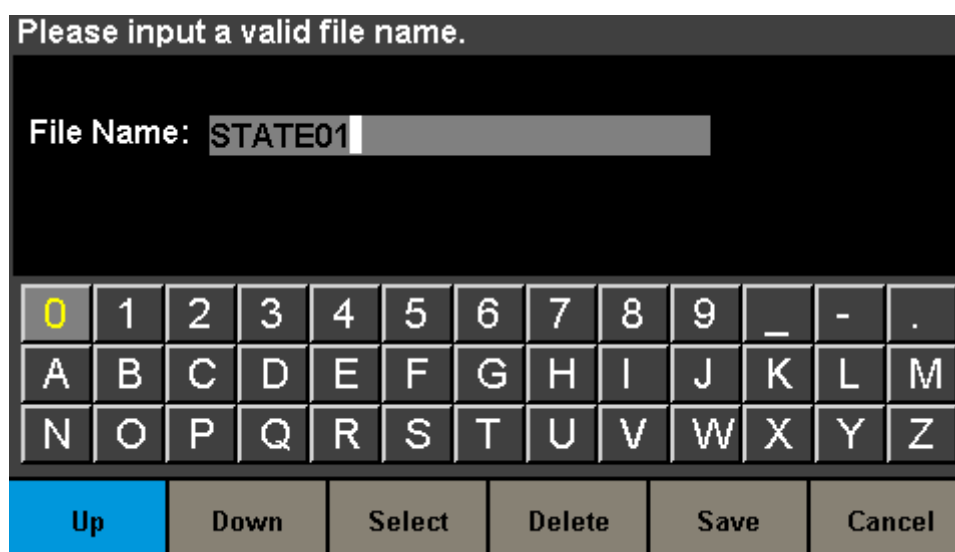 Please input a valid file name.
File Name: STATE01
0 1 2 3 4 5 6 7 8 9 _ - .
A B C D E F G H I J K L M
N O P Q R S T U V W X Y Z
Up Down Select Delete Save Cancel